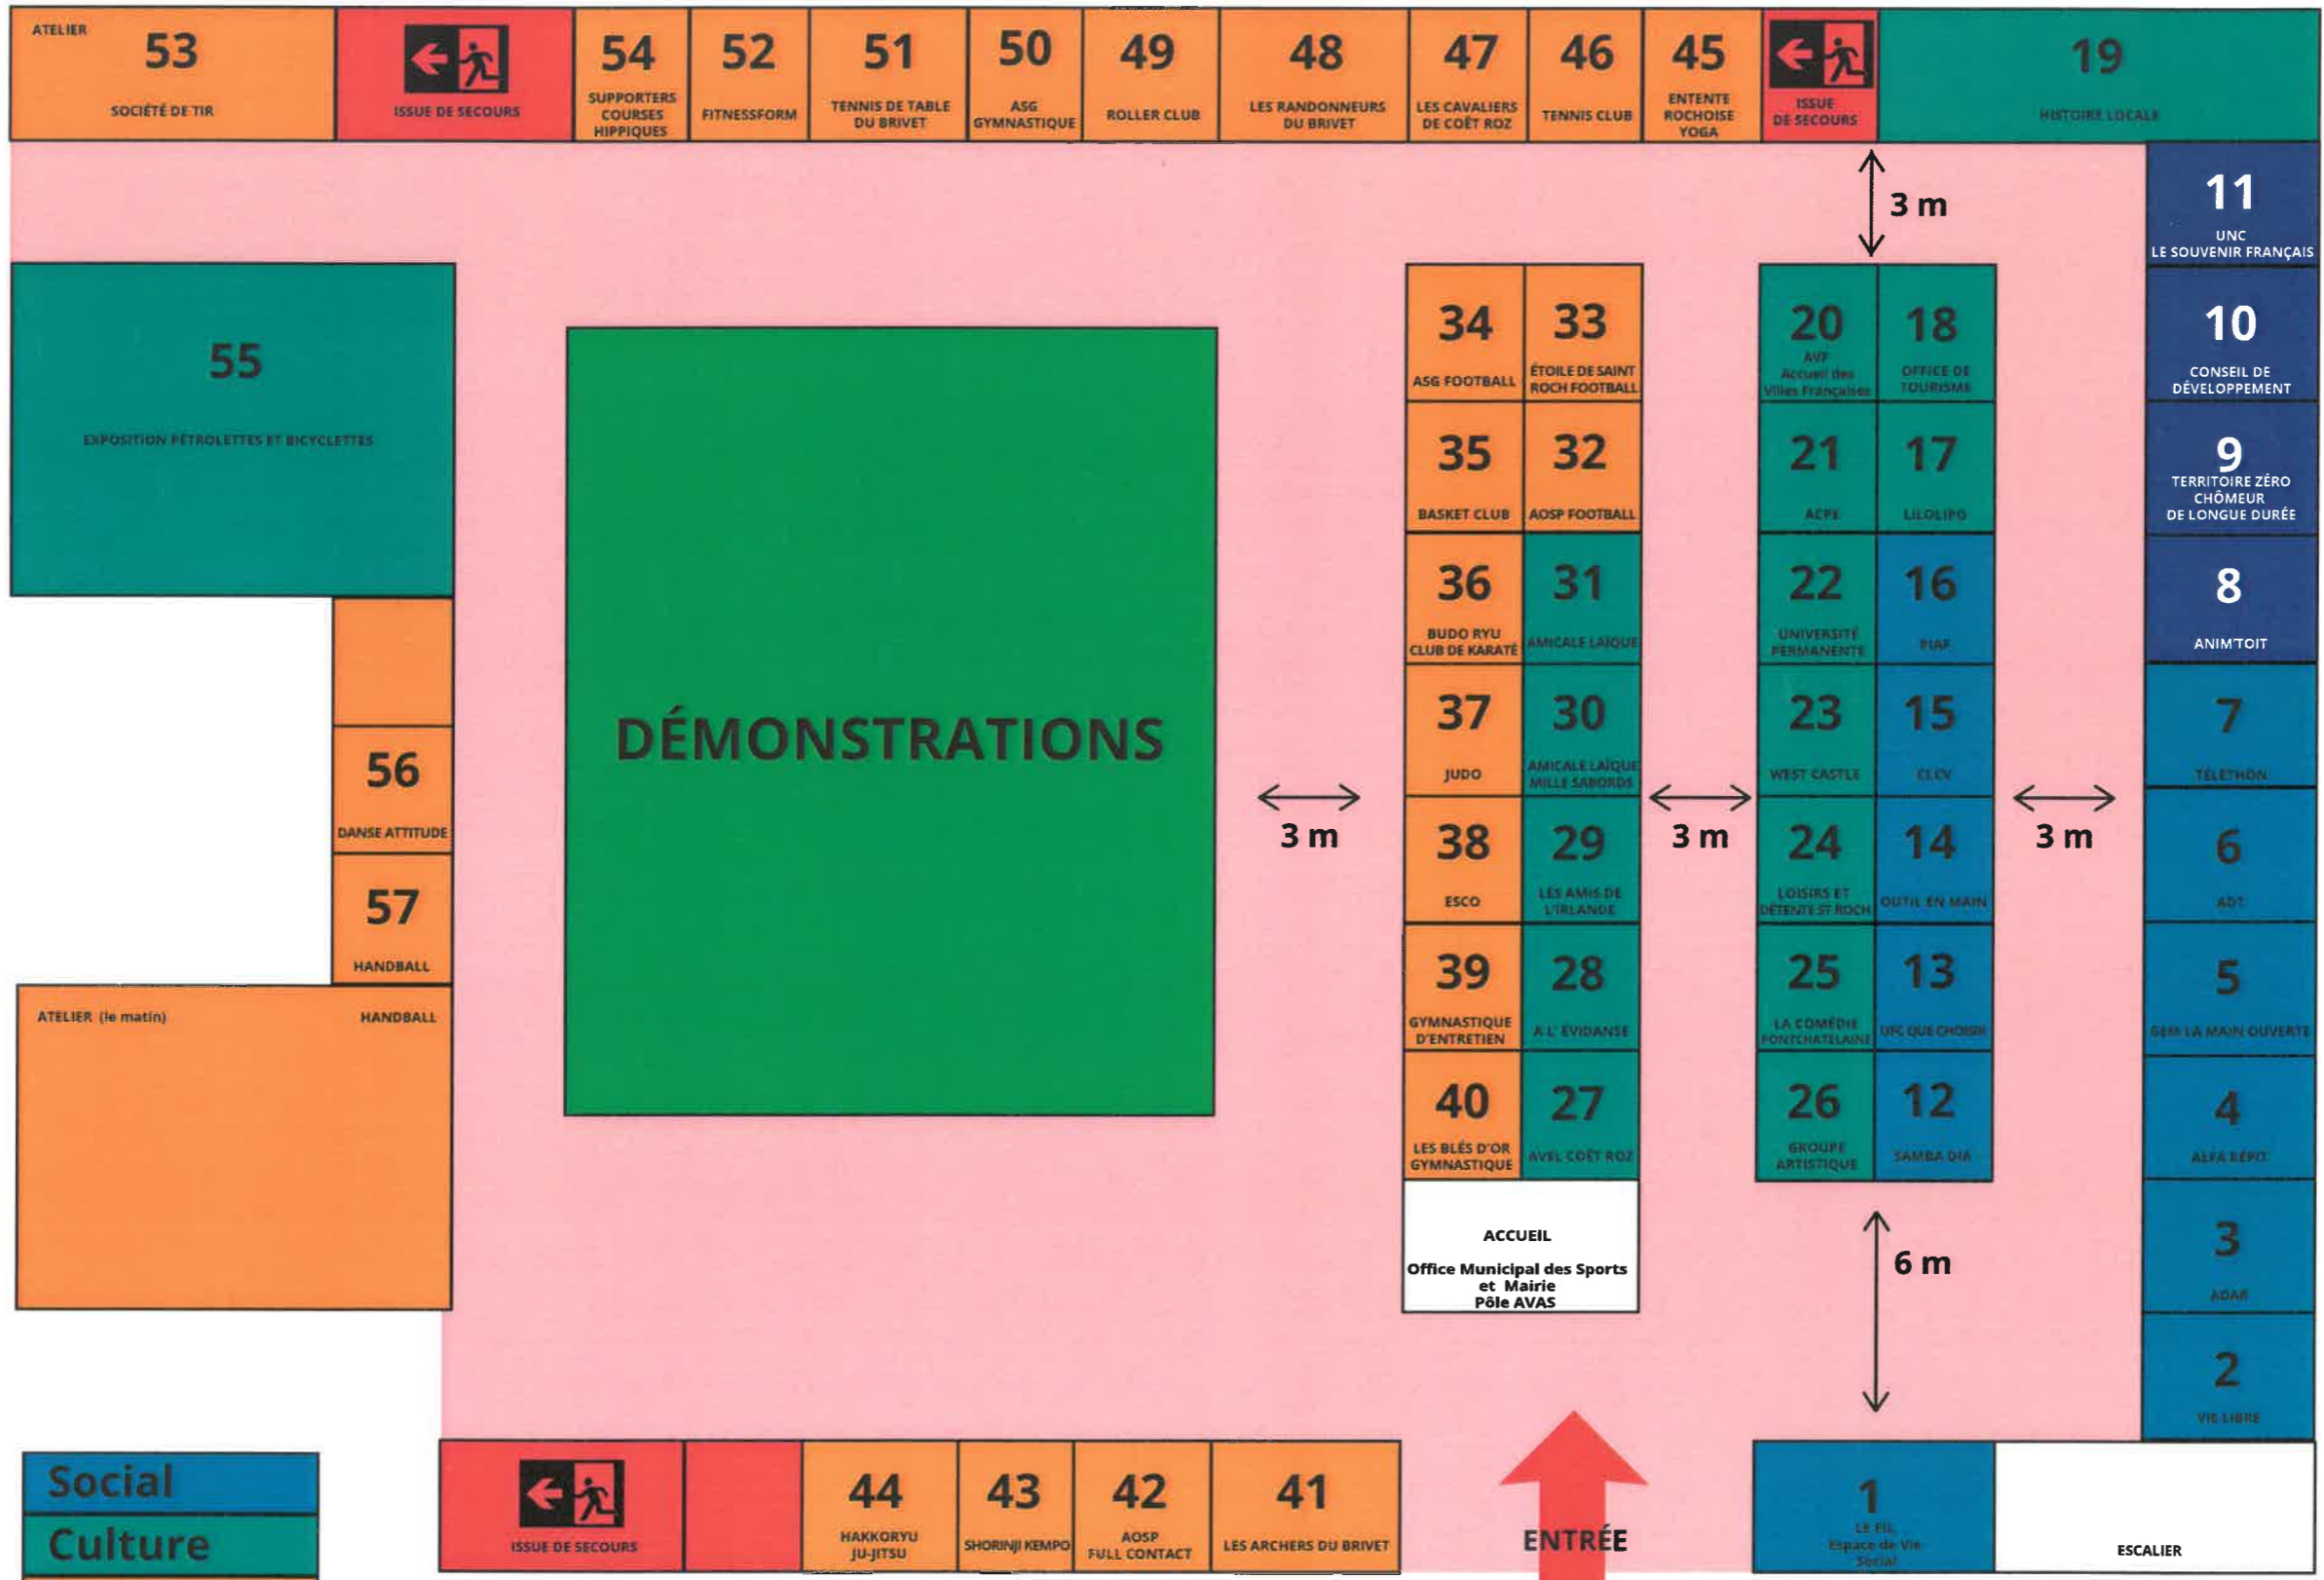 ATELIER
53
SOCIÉTÉ DE TIR
ISSUE DE SECOURS
54
SUPPORTERS
COURSES
HIPPIQUES
52
FITNESSFORM
51
TENNIS DE TABLE
DU BRIVET
50
ASG
GYMNASTIQUE
49
ROLLER CLUB
48
LES RANDONNEURS
DU BRIVET
47
LES CAVALIERS
DE COËT ROZ
46
TENNIS CLUB
45
ENTENTE
ROCHOISE
YOGA
ISSUE
DE SECOURS
19
HISTOIRE LOCALE
3 m
11
UNC
LE SOUVENIR FRANÇAIS
10
CONSEIL DE
DÉVELOPPEMENT
9
TERRITOIRE ZÉRO
CHÔMEUR
DE LONGUE DURÉE
8
ANIM'TOIT
7
TÉLÉTHON
6
ADT
5
GEM LA MAIN OUVERTE
4
ALFA RÉPIT
3
ADAR
2
VIE LIBRE
55
EXPOSITION PÉTROLETTES ET BICYCLETTES
56
DANSE ATTITUDE
57
HANDBALL
ATELIER (le matin)
HANDBALL
DÉMONSTRATIONS
3 m
34
ASG FOOTBALL
33
ÉTOILE DE SAINT
ROCH FOOTBALL
35
BASKET CLUB
32
AOSP FOOTBALL
36
BUDO RYU
CLUB DE KARATÉ
31
AMICALE LAÏQUE
37
JUDO
30
AMICALE LAÏQUE
MILLE SABORDS
38
ESCO
29
LES AMIS DE
L'IRLANDE
39
GYMNASTIQUE
D'ENTRETIEN
28
A L' ÉVIDANSE
40
LES BLÉS D'OR
GYMNASTIQUE
27
AVEL COËT ROZ
ACCUEIL
Office Municipal des Sports
et Mairie
Pôle AVAS
3 m
20
AVF
Accueil des
Villes Françaises
18
OFFICE DE
TOURISME
21
ACPE
17
LILOLIPO
22
UNIVERSITÉ
PERMANENTE
16
PIAF
23
WEST CASTLE
15
CLCV
24
LOISIRS ET
DÉTENTE ST ROCH
14
OUTIL EN MAIN
25
LA COMÉDIE
PONTCHATELAINE
13
UFC QUE CHOISIR
26
GROUPE
ARTISTIQUE
12
SAMBA DIA
3 m
6 m
Social
Culture
ISSUE DE SECOURS
44
HAKKORYU
JU-JITSU
43
SHORINJI KEMPO
42
AOSP
FULL CONTACT
41
LES ARCHERS DU BRIVET
ENTRÉE
1
LE FIL
Espace de Vie
Social
ESCALIER